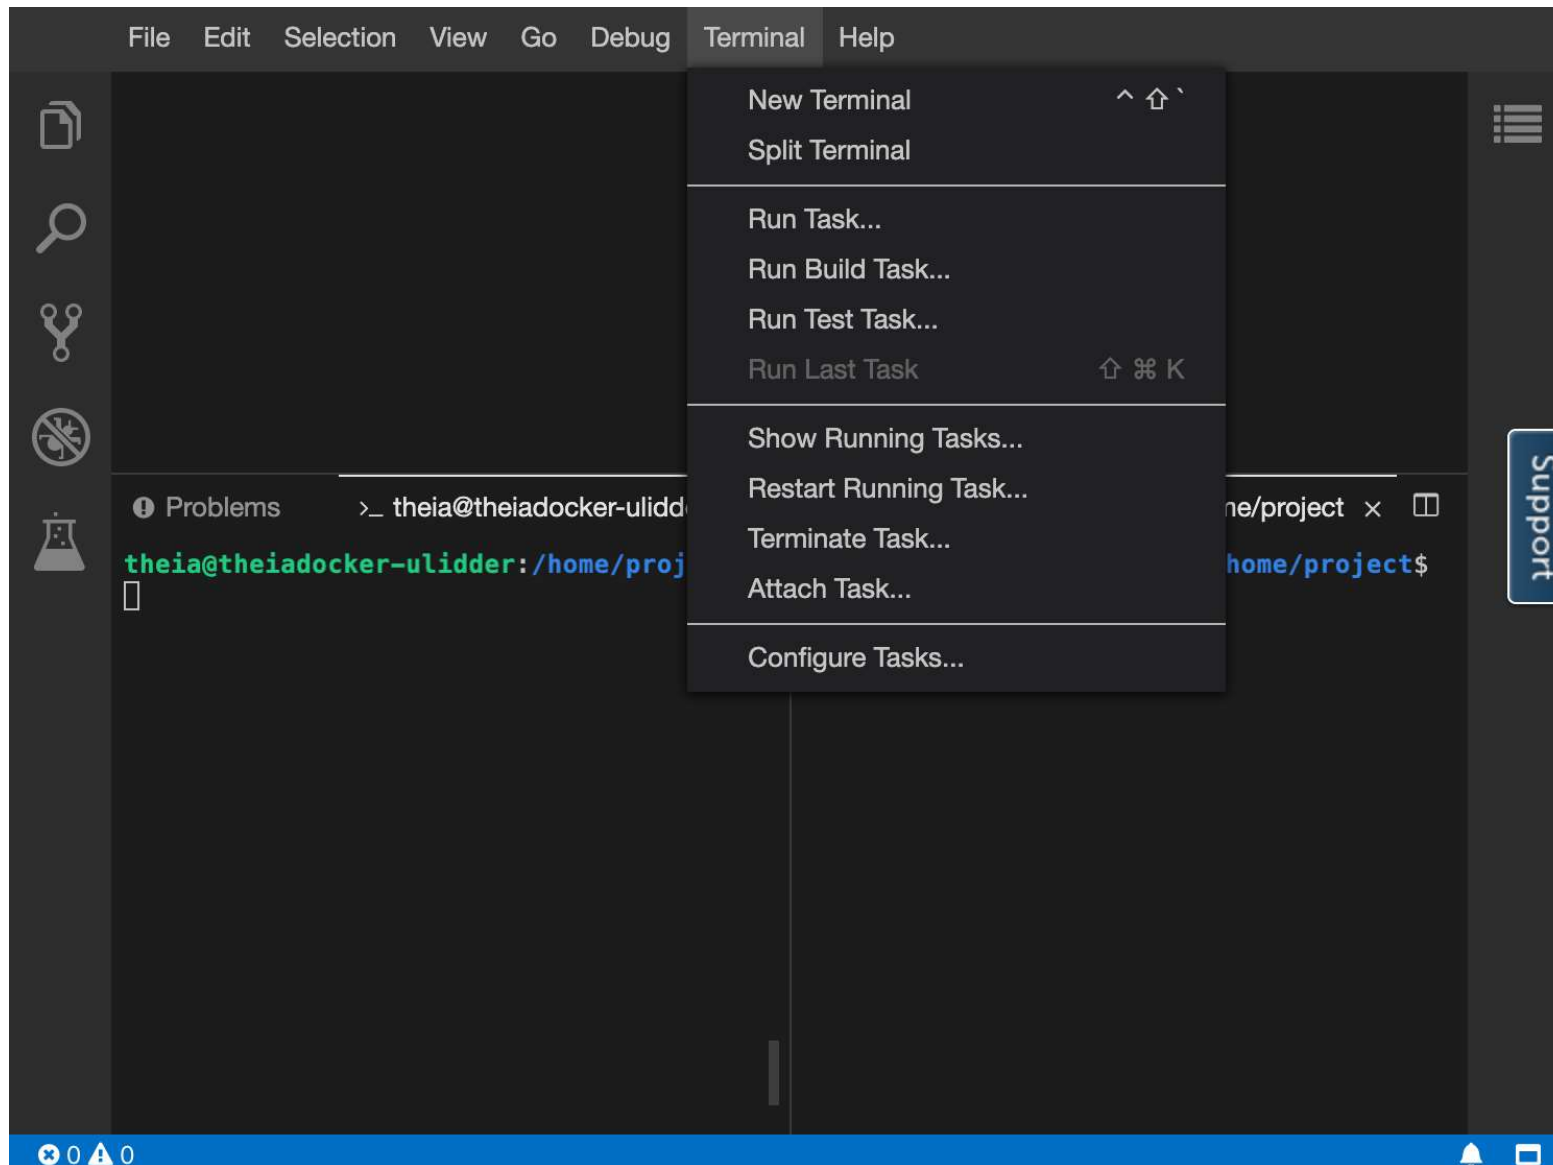 File Edit Selection View Go Debug Terminal Help
New Terminal ^ ⇧ `
Split Terminal
Run Task...
Run Build Task...
Run Test Task...
Run Last Task ⇧ ⌘ K
Show Running Tasks...
Restart Running Task...
Terminate Task...
Attach Task...
Configure Tasks...
Problems >_ theia@theiadocker-ulidd
me/project ×
theia@theiadocker-ulidder:/home/proj
home/project$
Support
0 0